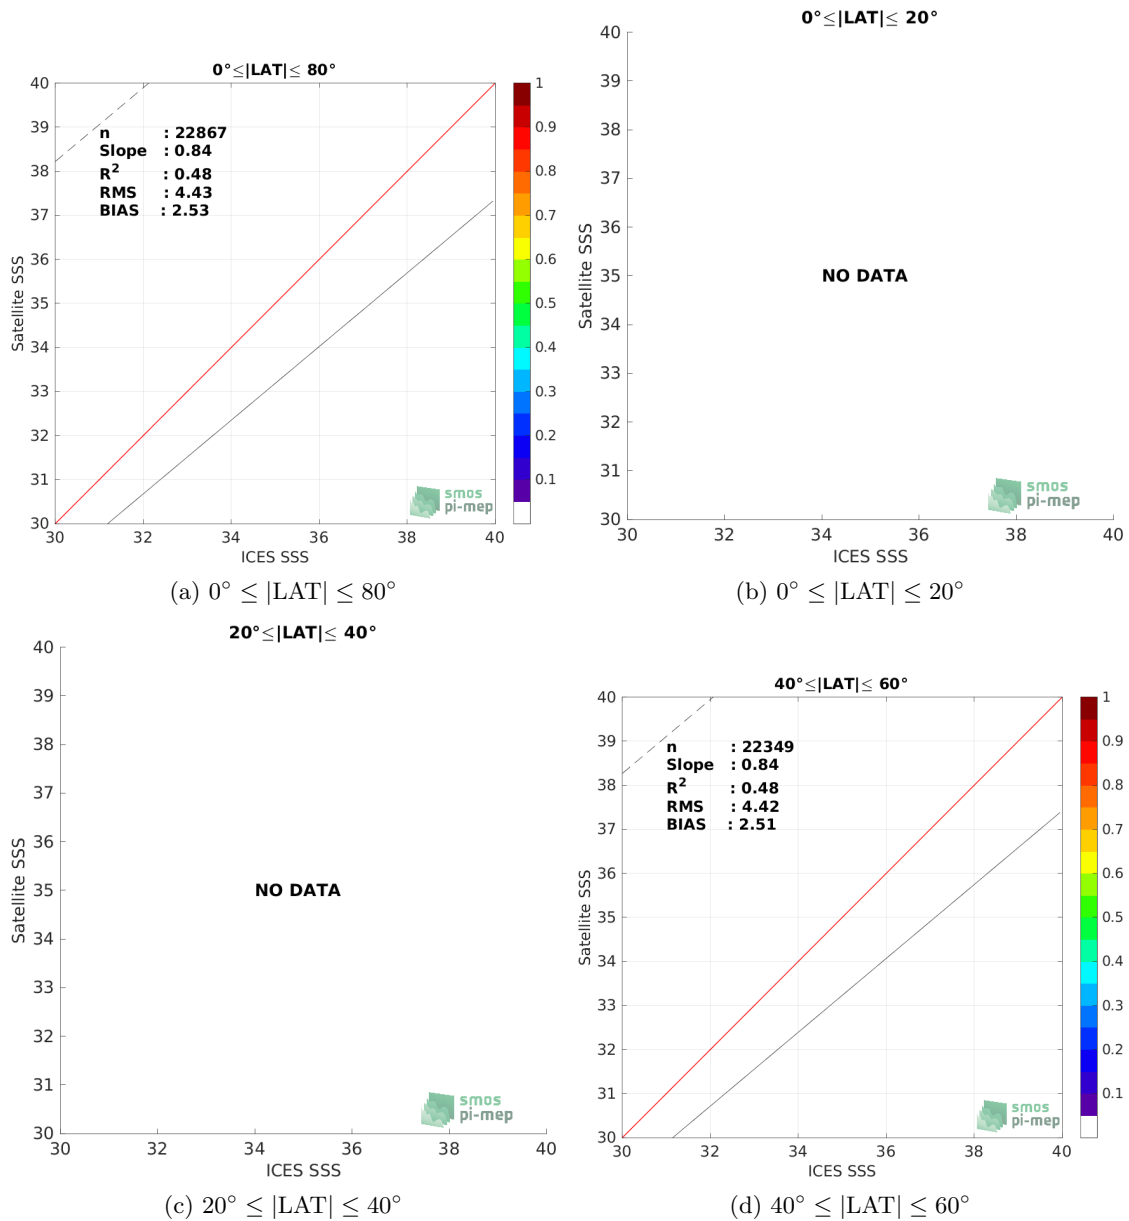 0°≤|LAT|≤ 80°
40
39
38
37
36
35
34
33
32
31
30
Satellite SSS
n : 22867
Slope : 0.84
R² : 0.48
RMS : 4.43
BIAS : 2.53
smos
pi-mep
30 32 34 36 38 40
ICES SSS
1
0.9
0.8
0.7
0.6
0.5
0.4
0.3
0.2
0.1
(a) 0° ≤ |LAT| ≤ 80°
0°≤|LAT|≤ 20°
40
39
38
37
36
35
34
33
32
31
30
Satellite SSS
NO DATA
smos
pi-mep
30 32 34 36 38 40
ICES SSS
(b) 0° ≤ |LAT| ≤ 20°
20°≤|LAT|≤ 40°
40
39
38
37
36
35
34
33
32
31
30
Satellite SSS
NO DATA
smos
pi-mep
30 32 34 36 38 40
ICES SSS
(c) 20° ≤ |LAT| ≤ 40°
40°≤|LAT|≤ 60°
40
39
38
37
36
35
34
33
32
31
30
Satellite SSS
n : 22349
Slope : 0.84
R² : 0.48
RMS : 4.42
BIAS : 2.51
smos
pi-mep
30 32 34 36 38 40
ICES SSS
1
0.9
0.8
0.7
0.6
0.5
0.4
0.3
0.2
0.1
(d) 40° ≤ |LAT| ≤ 60°